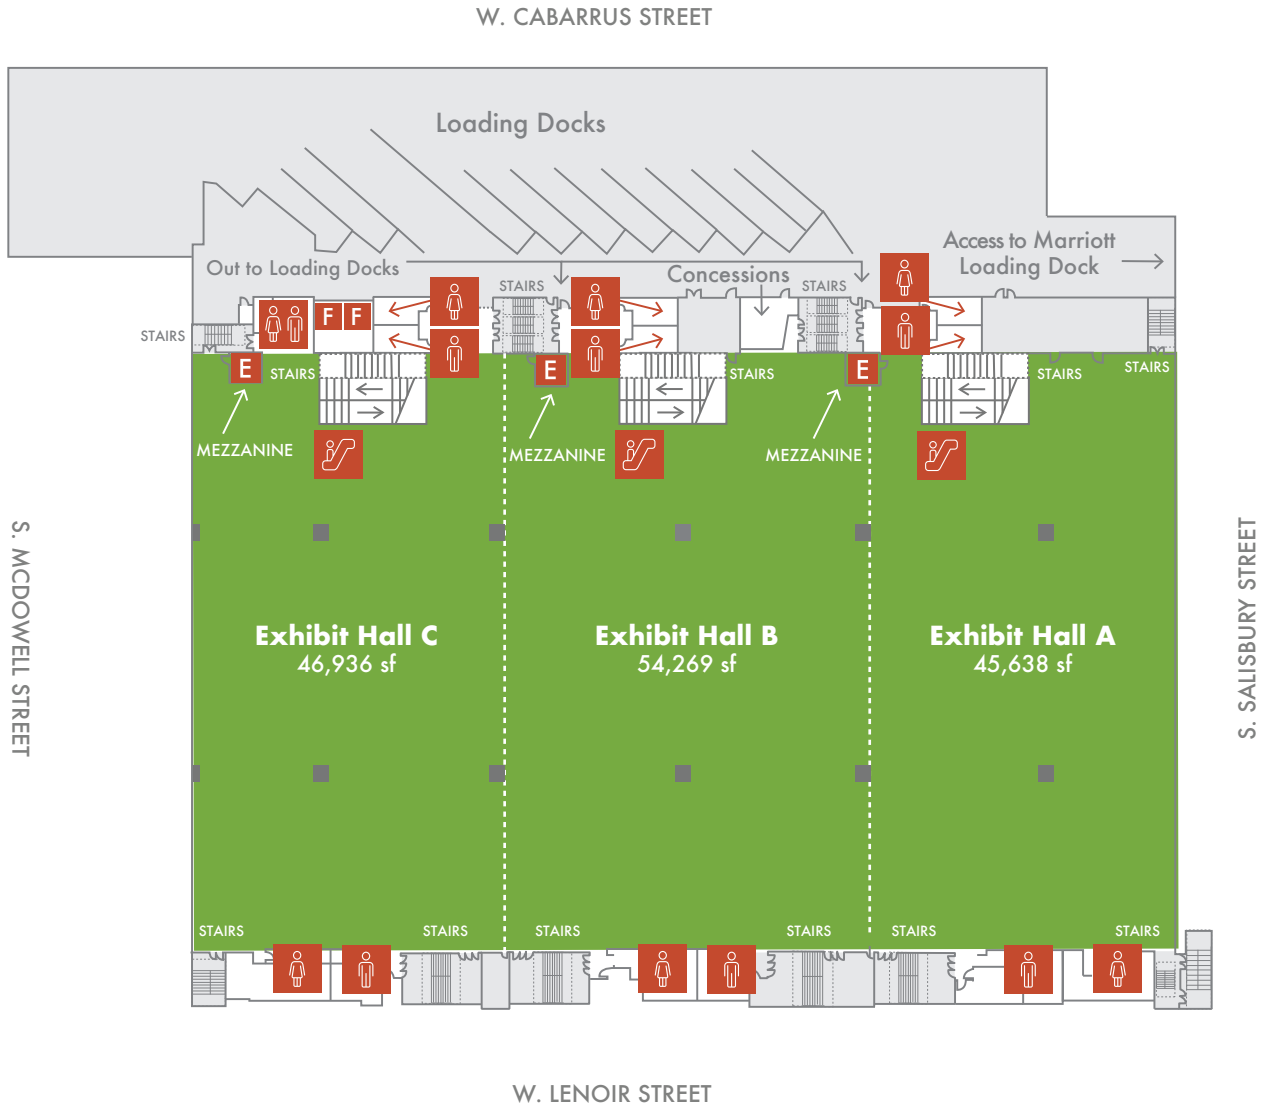 W. CABARRUS STREET
Loading Docks
Access to Marriott
Loading Dock
Out to Loading Docks
Concessions
STAIRS
STAIRS
STAIRS
F F
E
STAIRS
E
STAIRS
E
STAIRS
STAIRS
MEZZANINE
MEZZANINE
MEZZANINE
S. MCDOWELL STREET
S. SALISBURY STREET
Exhibit Hall C
46,936 sf
Exhibit Hall B
54,269 sf
Exhibit Hall A
45,638 sf
STAIRS
STAIRS
STAIRS
STAIRS
STAIRS
STAIRS
W. LENOIR STREET